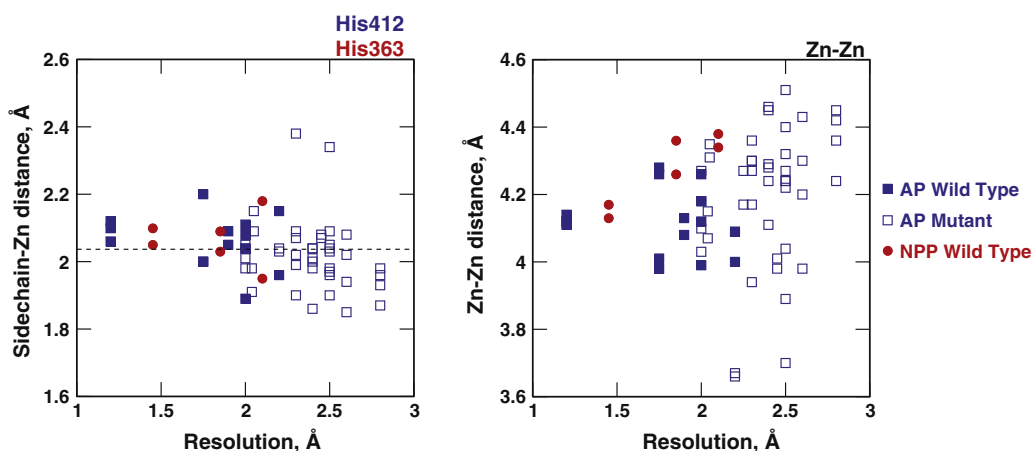 His412
His363
2.6
2.4
2.2
2
1.8
1.6
Sidechain-Zn distance, Å
1
1.5
2
2.5
3
Resolution, Å
Zn-Zn
4.6
4.4
4.2
4
3.8
3.6
Zn-Zn distance, Å
1
1.5
2
2.5
3
Resolution, Å
AP Wild Type
AP Mutant
NPP Wild Type